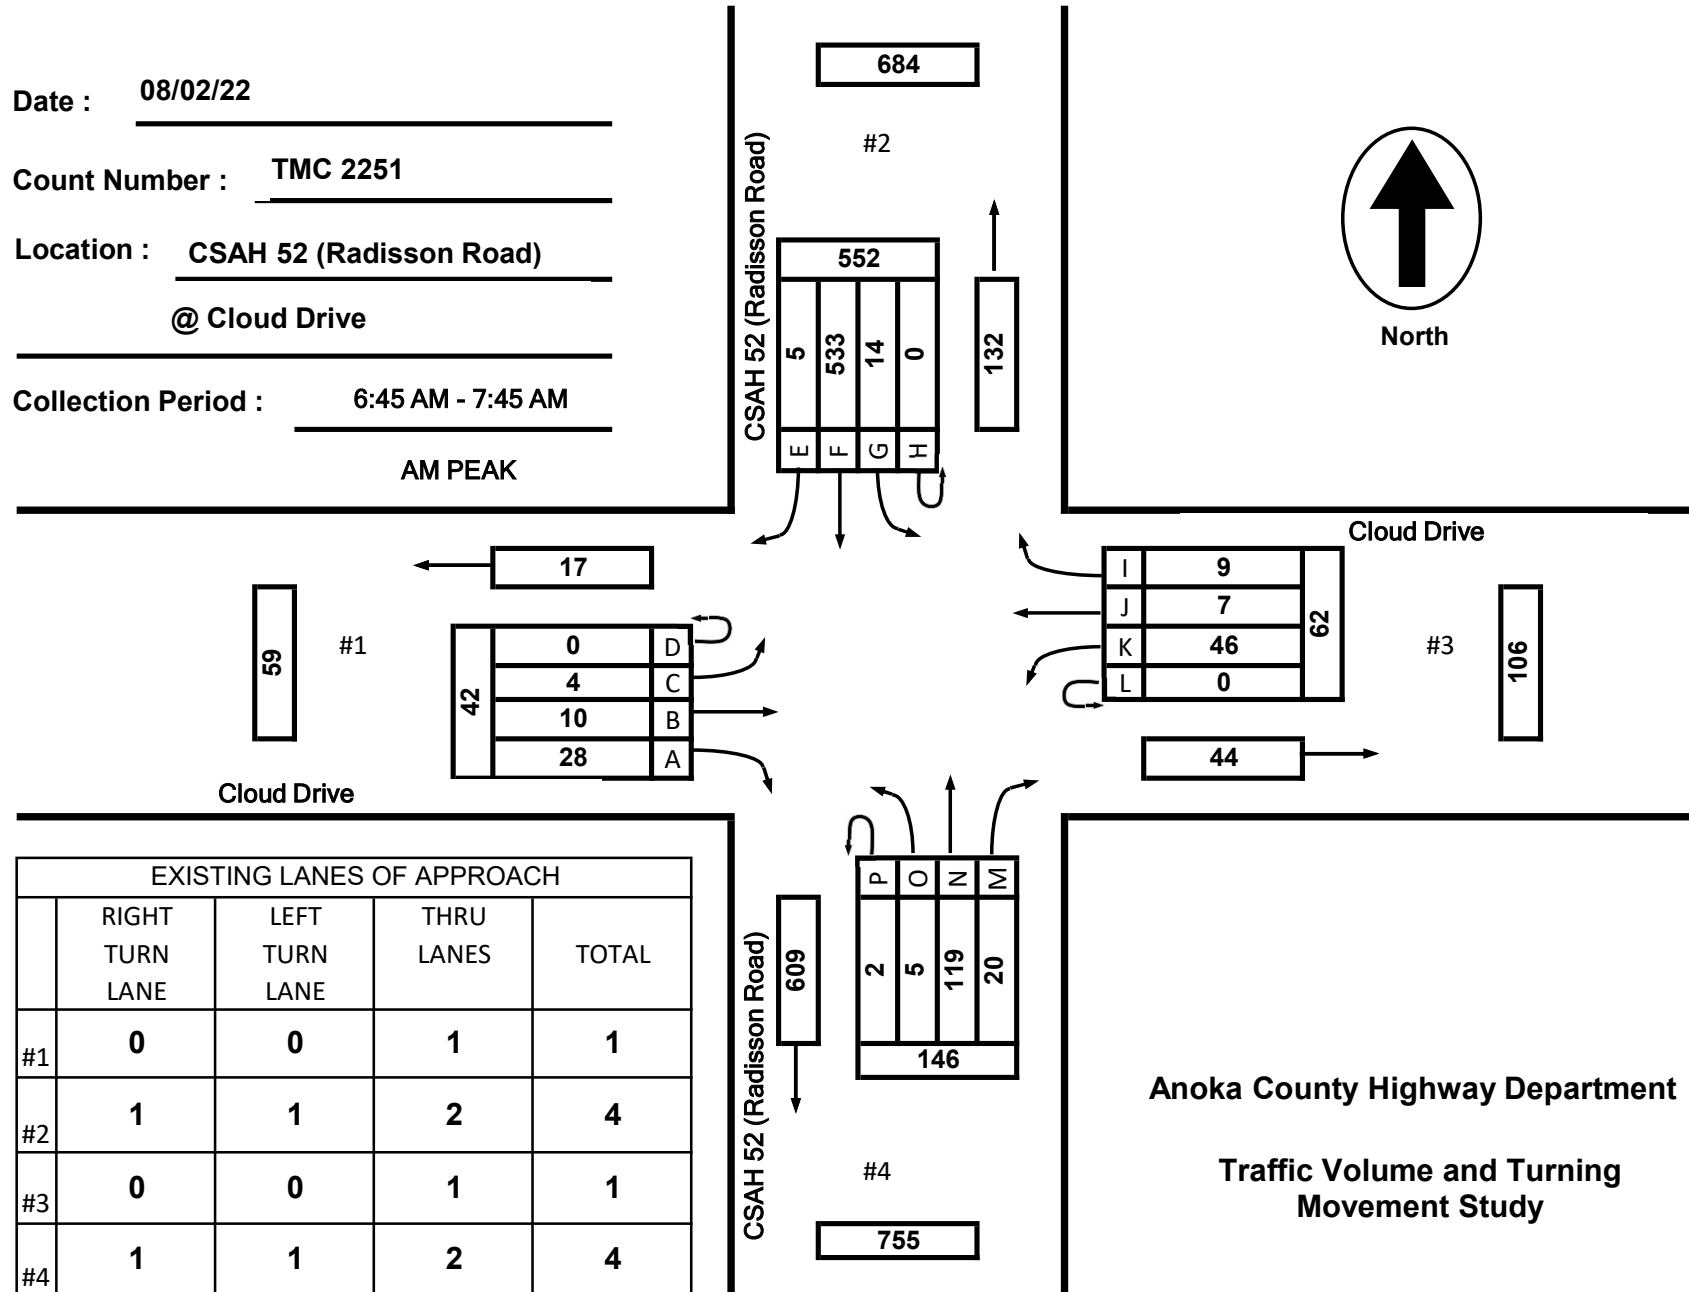 Date : 08/02/22
Count Number : TMC 2251
Location : CSAH 52 (Radisson Road)
@ Cloud Drive
Collection Period : 6:45 AM - 7:45 AM
AM PEAK
684
#2
CSAH 52 (Radisson Road)
552
5 533 14 0
E F G H
132
North
Cloud Drive
17
59
#1
42
0 D
4 C
10 B
28 A
Cloud Drive
I 9
J 7
K 46
L 0
62
#3
106
44
P O N M
2 5 119 20
146
609
CSAH 52 (Radisson Road)
#4
755
EXISTING LANES OF APPROACH
RIGHT TURN LANE
LEFT TURN LANE
THRU LANES
TOTAL
#1 0 0 1 1
#2 1 1 2 4
#3 0 0 1 1
#4 1 1 2 4
Anoka County Highway Department
Traffic Volume and Turning
Movement Study